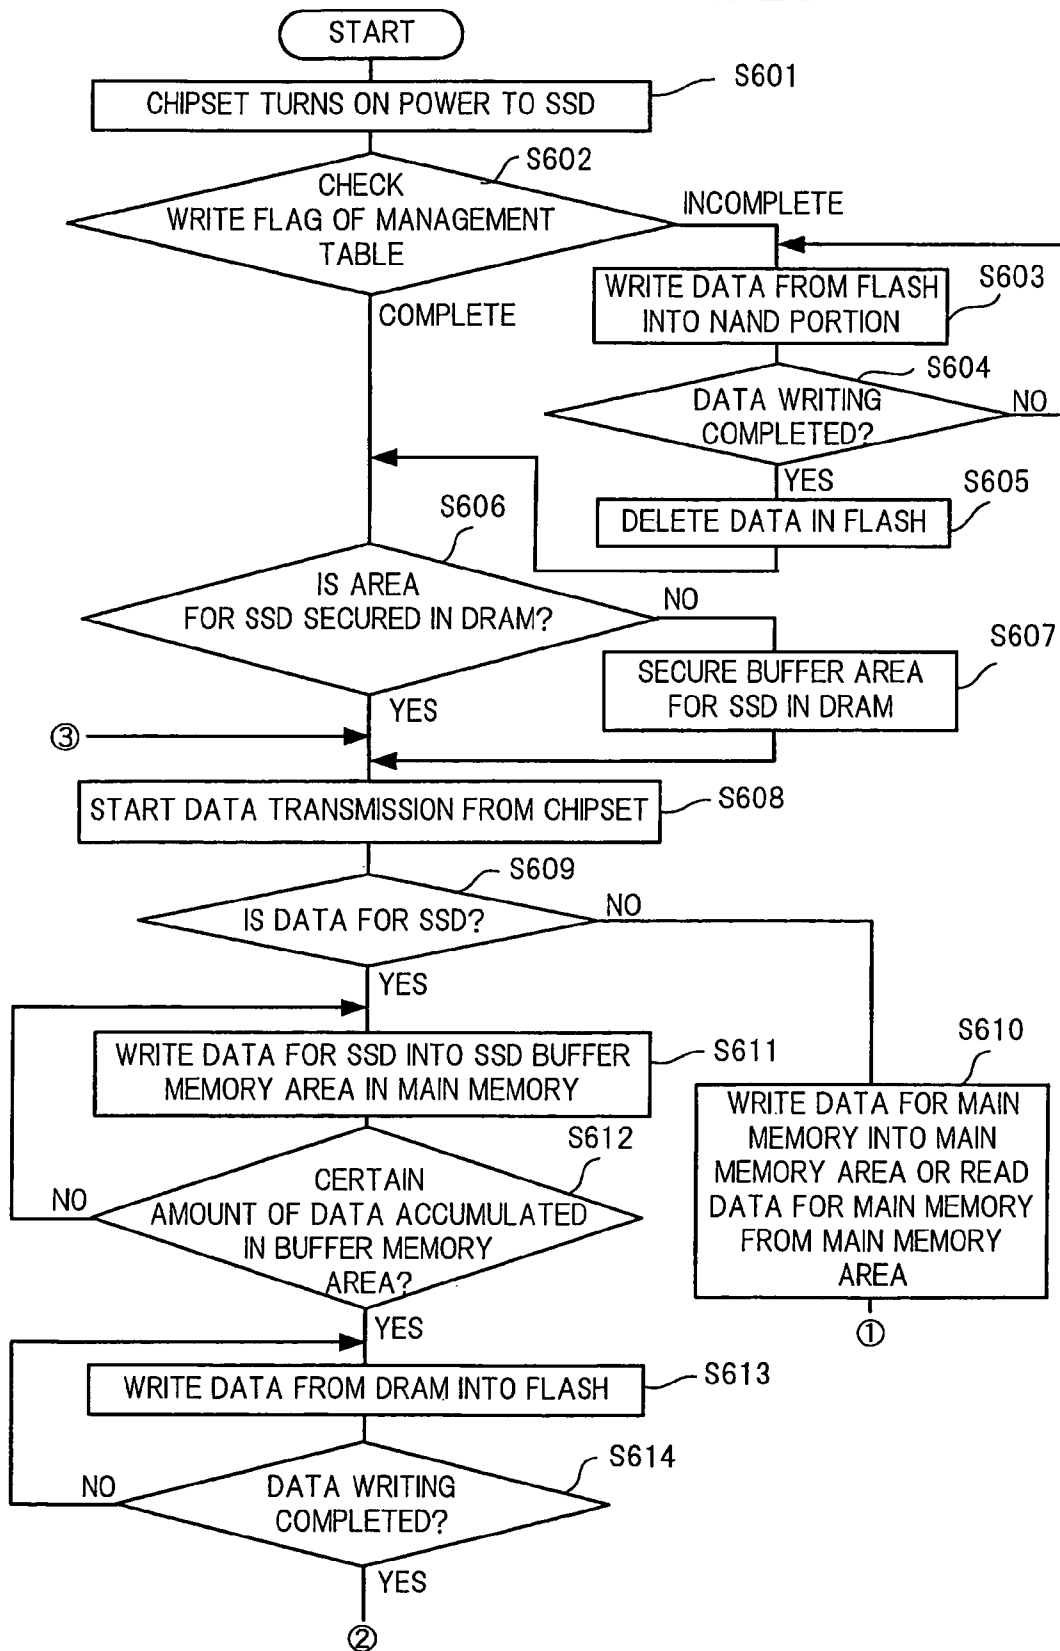 START
S601
CHIPSET TURNS ON POWER TO SSD
S602
CHECK
WRITE FLAG OF MANAGEMENT
TABLE
INCOMPLETE
COMPLETE
S603
WRITE DATA FROM FLASH
INTO NAND PORTION
S604
DATA WRITING
COMPLETED?
NO
YES
S605
DELETE DATA IN FLASH
S606
IS AREA
FOR SSD SECURED IN DRAM?
NO
S607
SECURE BUFFER AREA
FOR SSD IN DRAM
YES
③
START DATA TRANSMISSION FROM CHIPSET
S608
S609
IS DATA FOR SSD?
NO
YES
S610
WRITE DATA FOR MAIN
MEMORY INTO MAIN
MEMORY AREA OR READ
DATA FOR MAIN MEMORY
FROM MAIN MEMORY
AREA
①
WRITE DATA FOR SSD INTO SSD BUFFER
MEMORY AREA IN MAIN MEMORY
S611
S612
CERTAIN
AMOUNT OF DATA ACCUMULATED
IN BUFFER MEMORY
AREA?
NO
YES
WRITE DATA FROM DRAM INTO FLASH
S613
S614
DATA WRITING
COMPLETED?
NO
YES
②